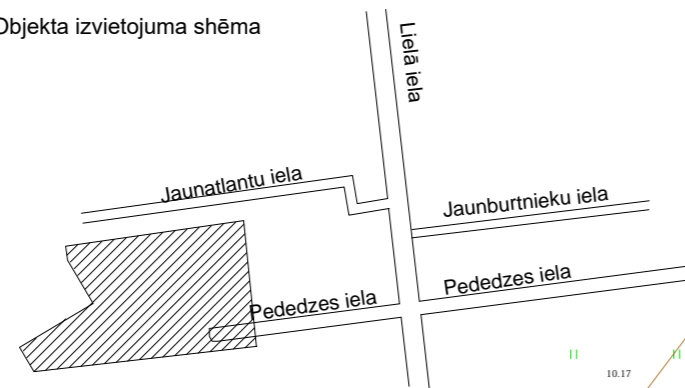 Objekta izvietojuma shēma
Lielā iela
Jaunatlantu iela
Jaunburtnieku iela
Pededzes iela
Pededzes iela
10.17